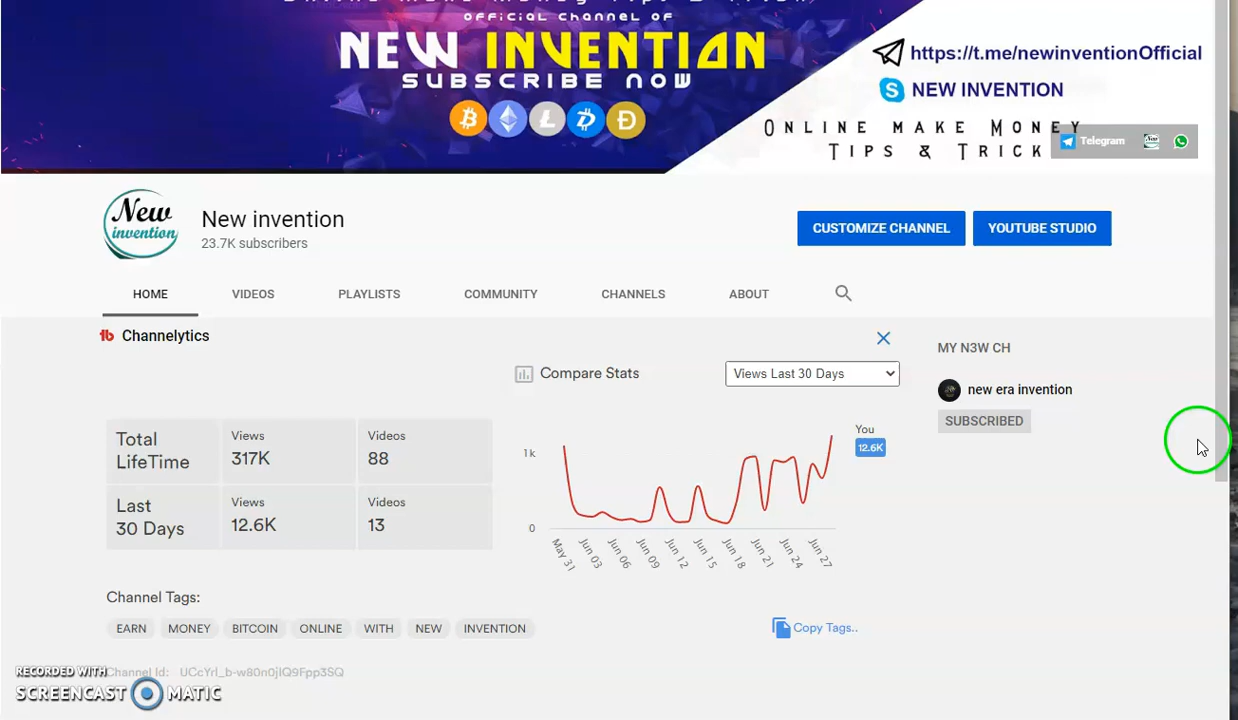 OFFICIAL CHANNEL OF
NEW INVENTION
SUBSCRIBE NOW
https://t.me/newinventionOfficial
NEW INVENTION
ONLINE MAKE MONEY
TIPS & TRICK
Telegram
New
invention
New invention
23.7K subscribers
CUSTOMIZE CHANNEL
YOUTUBE STUDIO
HOME
VIDEOS
PLAYLISTS
COMMUNITY
CHANNELS
ABOUT
Channelytics
Compare Stats
Views Last 30 Days
MY N3W CH
new era invention
SUBSCRIBED
Total
LifeTime
Views
317K
Videos
88
Last
30 Days
Views
12.6K
Videos
13
You
12.6K
1k
0
May 31
Jun 03
Jun 06
Jun 09
Jun 12
Jun 15
Jun 18
Jun 21
Jun 24
Jun 27
Channel Tags:
EARN
MONEY
BITCOIN
ONLINE
WITH
NEW
INVENTION
Copy Tags..
RECORDED WITH
SCREENCAST MATIC
Channel Id: